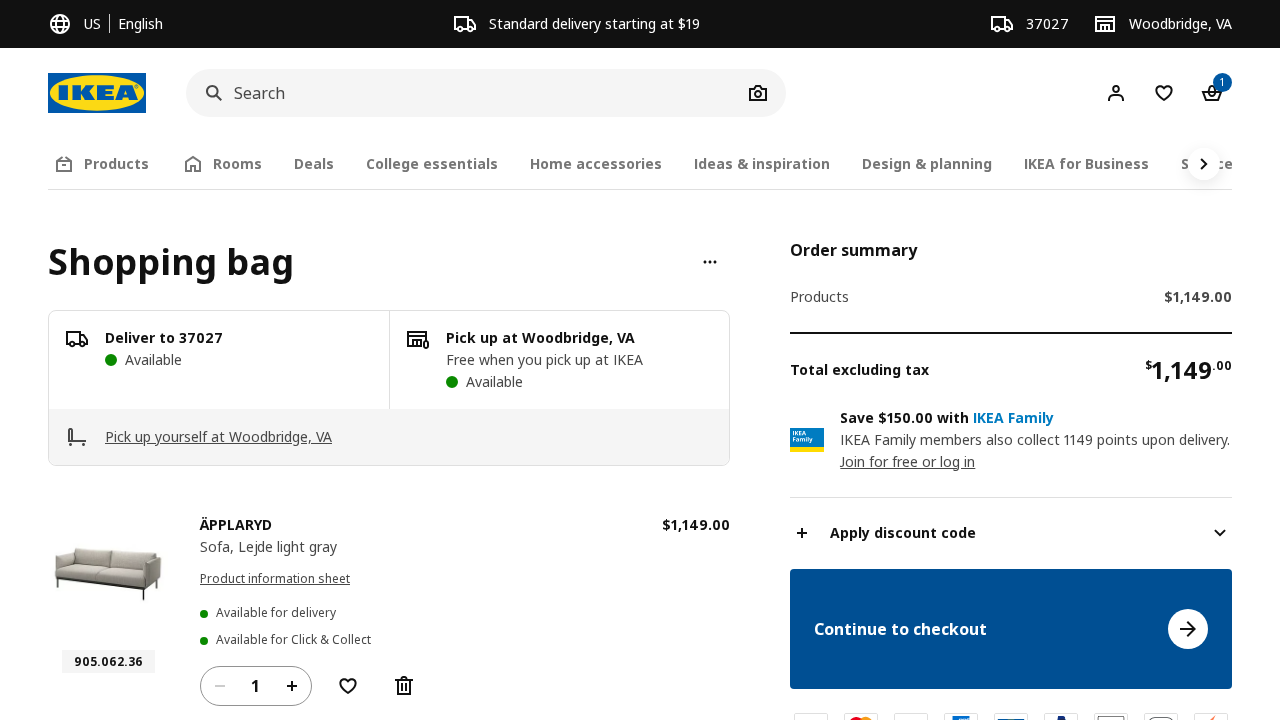 US | English
Standard delivery starting at $19
37027
Woodbridge, VA
IKEA
Search
1
Products
Rooms
Deals
College essentials
Home accessories
Ideas & inspiration
Design & planning
IKEA for Business
Shopping bag
Deliver to 37027
Available
Pick up at Woodbridge, VA
Free when you pick up at IKEA
Available
Pick up yourself at Woodbridge, VA
ÄPPLARYD
$1,149.00
Sofa, Lejde light gray
Product information sheet
Available for delivery
Available for Click & Collect
905.062.36
1
Order summary
Products
$1,149.00
Total excluding tax
$1,149.00
Save $150.00 with IKEA Family
IKEA
Family
IKEA Family members also collect 1149 points upon delivery.
Join for free or log in
Apply discount code
Continue to checkout